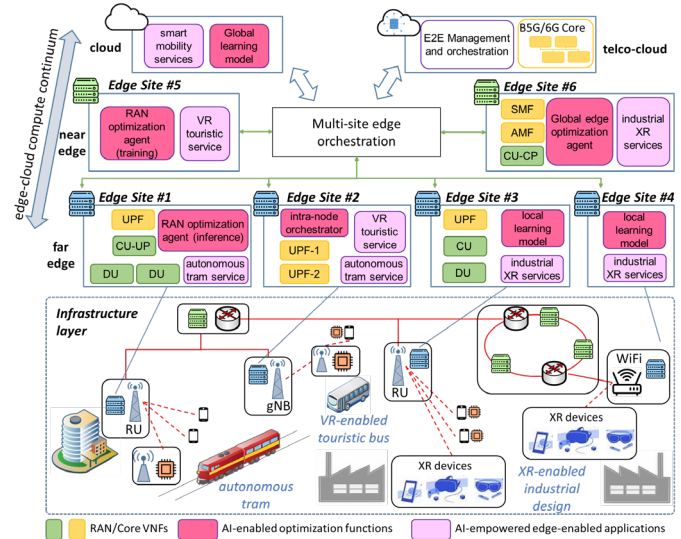 cloud
smart
mobility
services
Global
learning
model
E2E Management
and orchestration
B5G/6G Core
telco-cloud
edge-cloud compute continuum
Edge Site #5
near
edge
RAN
optimization
agent
(training)
VR
touristic
service
Multi-site edge
orchestration
Edge Site #6
SMF
AMF
CU-CP
Global edge
optimization
agent
industrial
XR
services
far
edge
Edge Site #1
UPF
CU-UP
DU
DU
RAN optimization
agent (inference)
autonomous
tram service
Edge Site #2
intra-node
orchestrator
UPF-1
UPF-2
VR
touristic
service
autonomous
tram service
Edge Site #3
UPF
CU
DU
local
learning model
industrial
XR services
Edge Site #4
local
learning model
industrial
XR services
Infrastructure
layer
RU
gNB
RU
WiFi
VR-enabled
touristic bus
autonomous
tram
XR devices
XR devices
XR-enabled
industrial
design
RAN/Core VNFs
AI-enabled optimization functions
AI-empowered edge-enabled applications